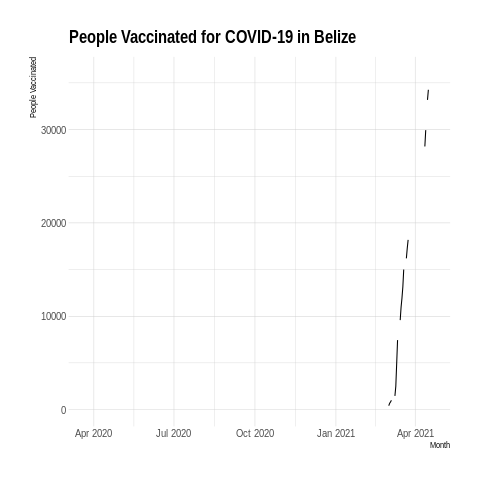 People Vaccinated for COVID-19 in Belize
People Vaccinated
30000
20000
10000
0
Apr 2020 Jul 2020 Oct 2020 Jan 2021 Apr 2021
Month